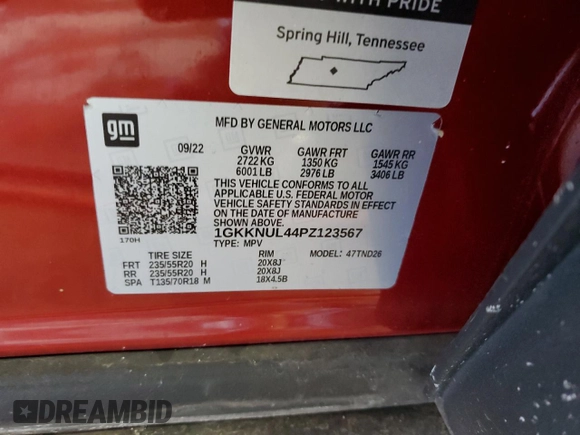 WITH PRIDE
Spring Hill, Tennessee
gm
MFD BY GENERAL MOTORS LLC
09/22 GVWR GAWR FRT GAWR RR
2722 KG 1350 KG 1545 KG
6001 LB 2976 LB 3406 LB
THIS VEHICLE CONFORMS TO ALL
APPLICABLE U.S. FEDERAL MOTOR
VEHICLE SAFETY STANDARDS IN EFFECT
ON THE DATE OF MANUFACTURE
SHOWN ABOVE.
1GKKNUL44PZ123567
170H
TYPE: MPV MODEL: 47TND26
TIRE SIZE RIM
FRT 235/55R20 H 20X8J
RR 235/55R20 H 20X8J
SPA T135/70R18 M 18X4.5B
DREAMBID